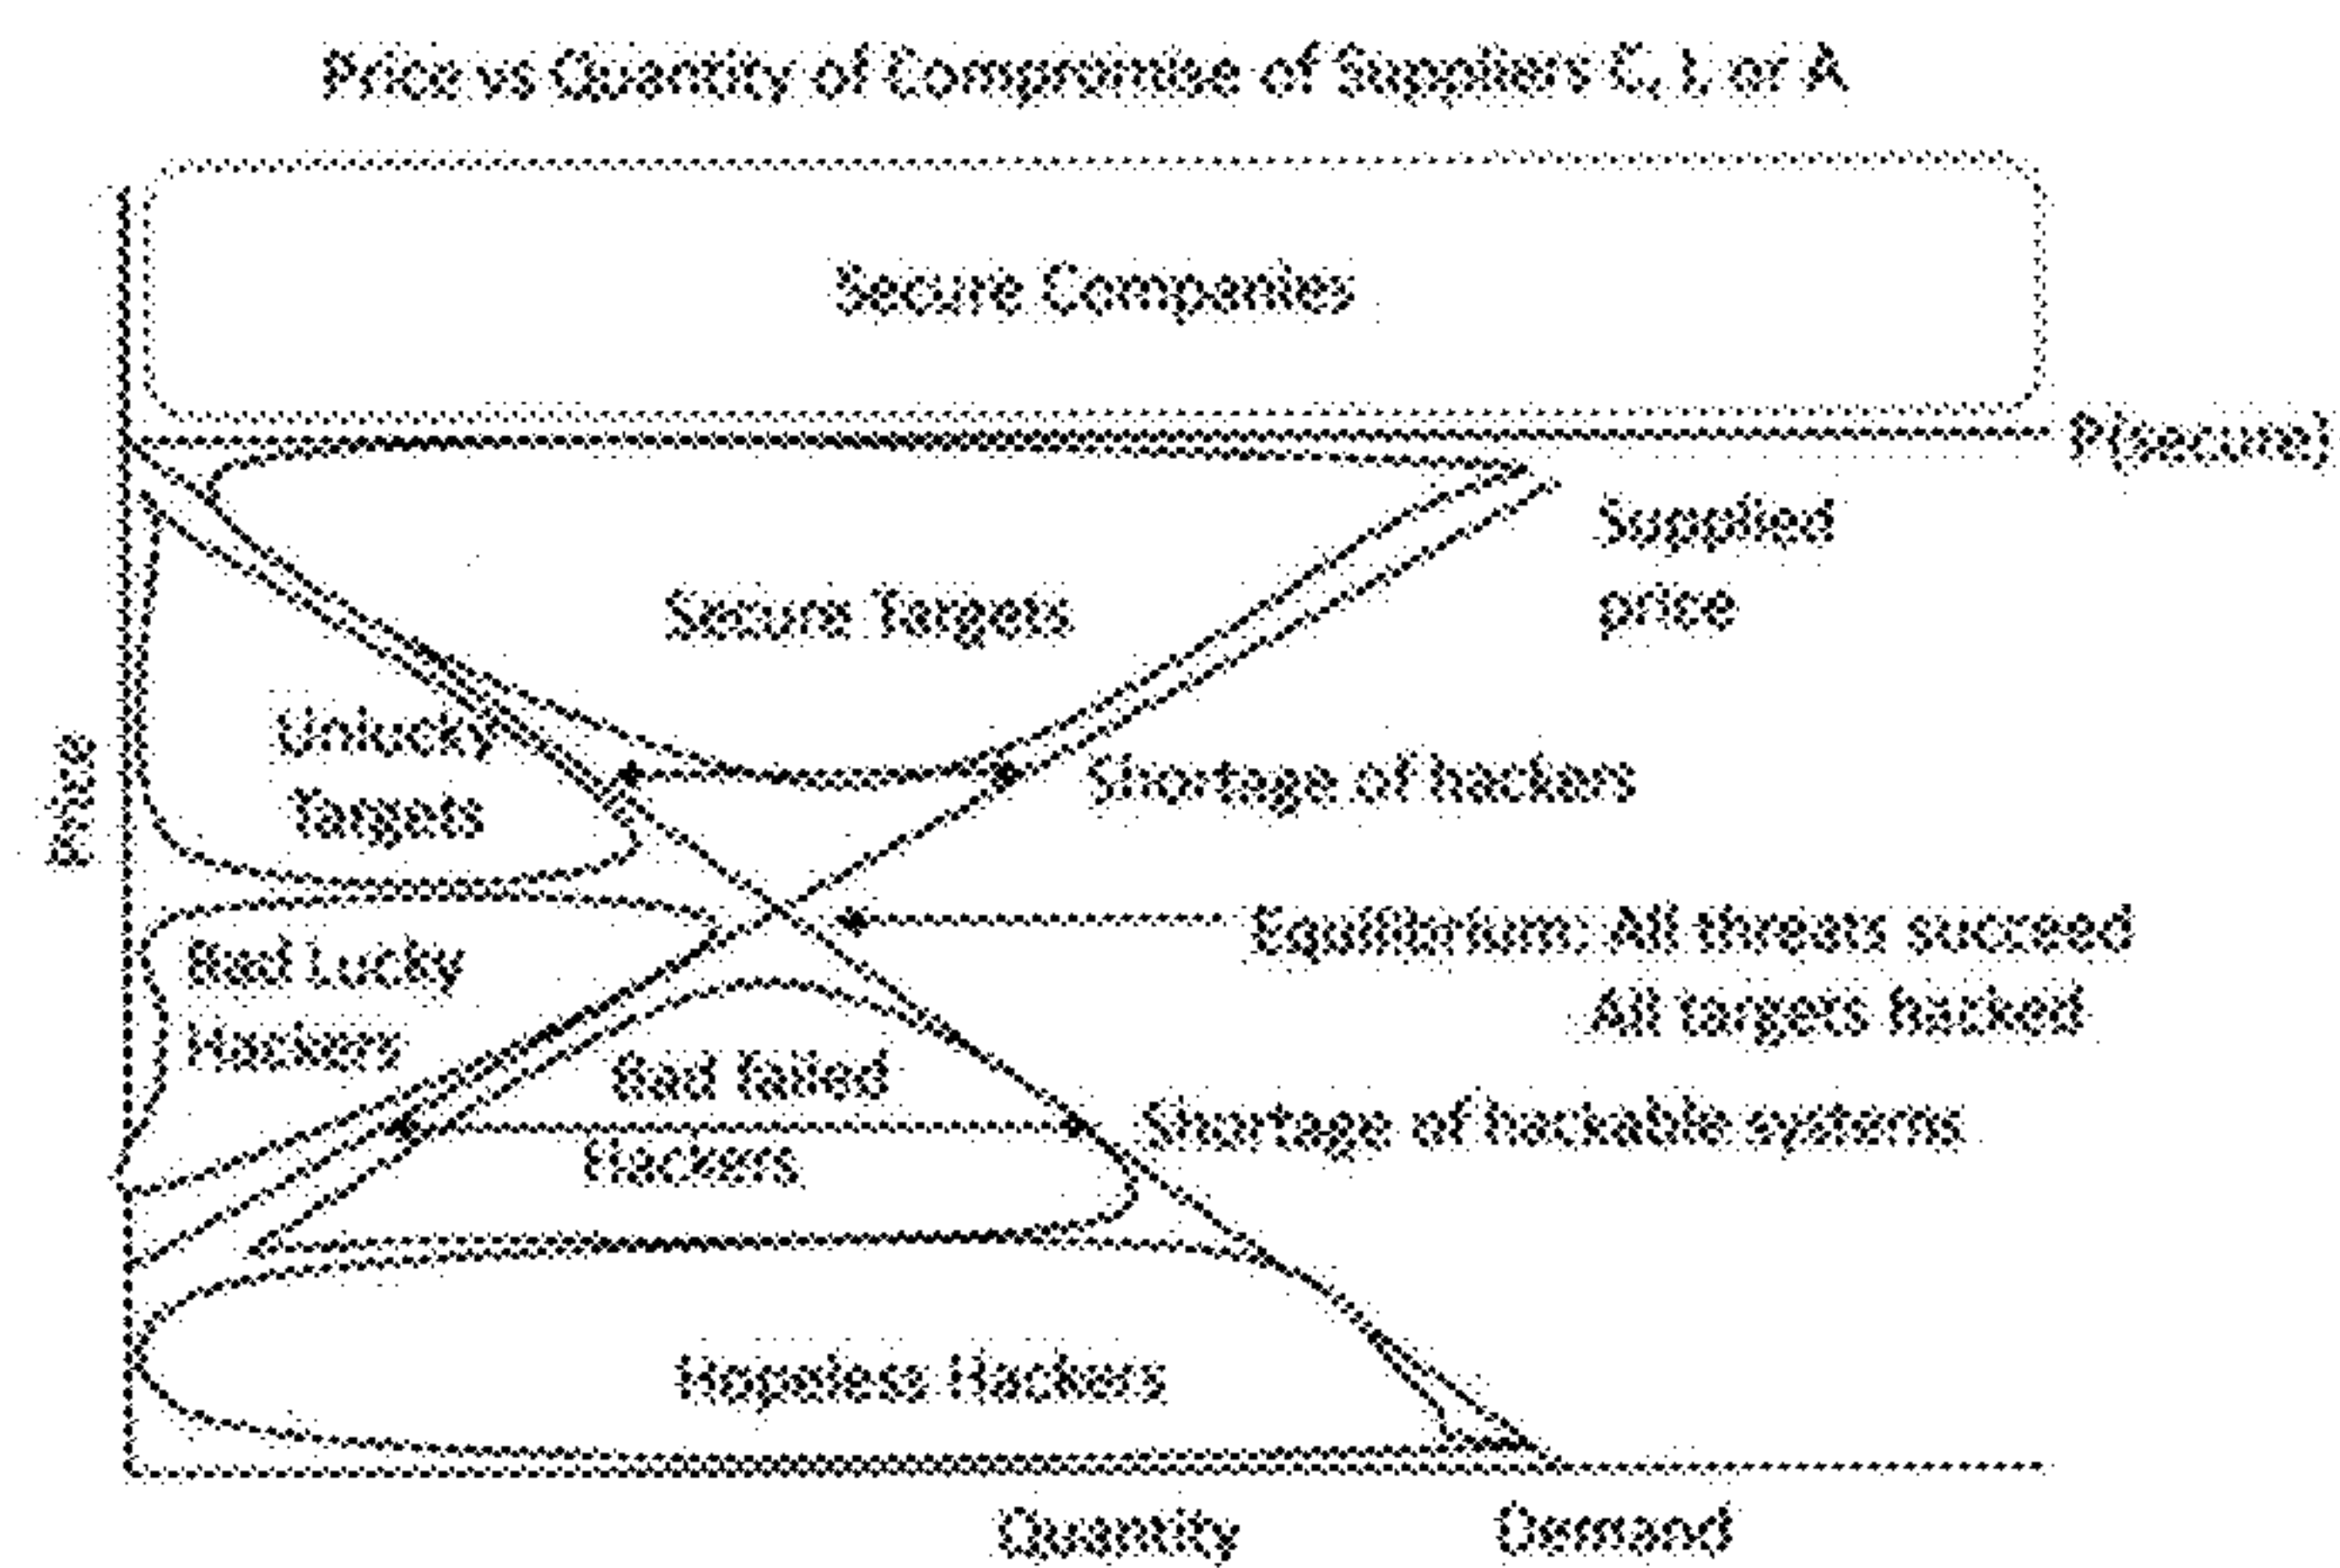 Price vs Quantity of Compromise of Suppliers C, I, or A
Secure Companies
P(secure)
Supplied
price
Secure Targets
Unlucky
Targets
Shortage of hackers
Price
Equilibrium: All threats succeed
All targets hacked
Bad Lucky
Hackers
Bad failed
Hackers
Shortage of hackable systems
Hopeless Hackers
Quantity
Demand